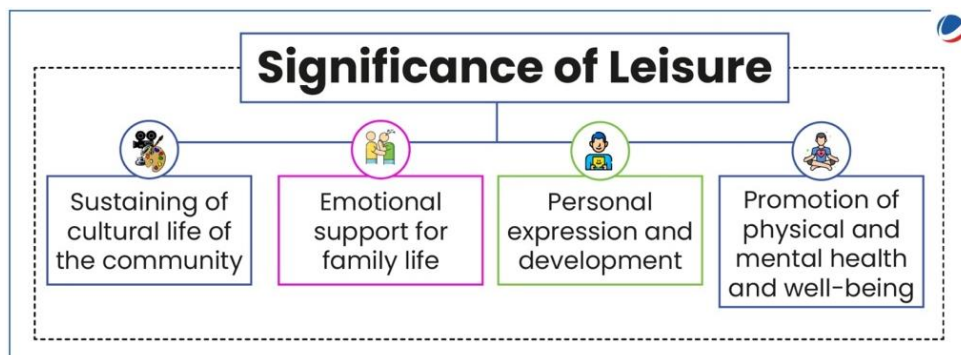 Significance of Leisure
Sustaining of
cultural life of
the community
Emotional
support for
family life
Personal
expression and
development
Promotion of
physical and
mental health
and well-being